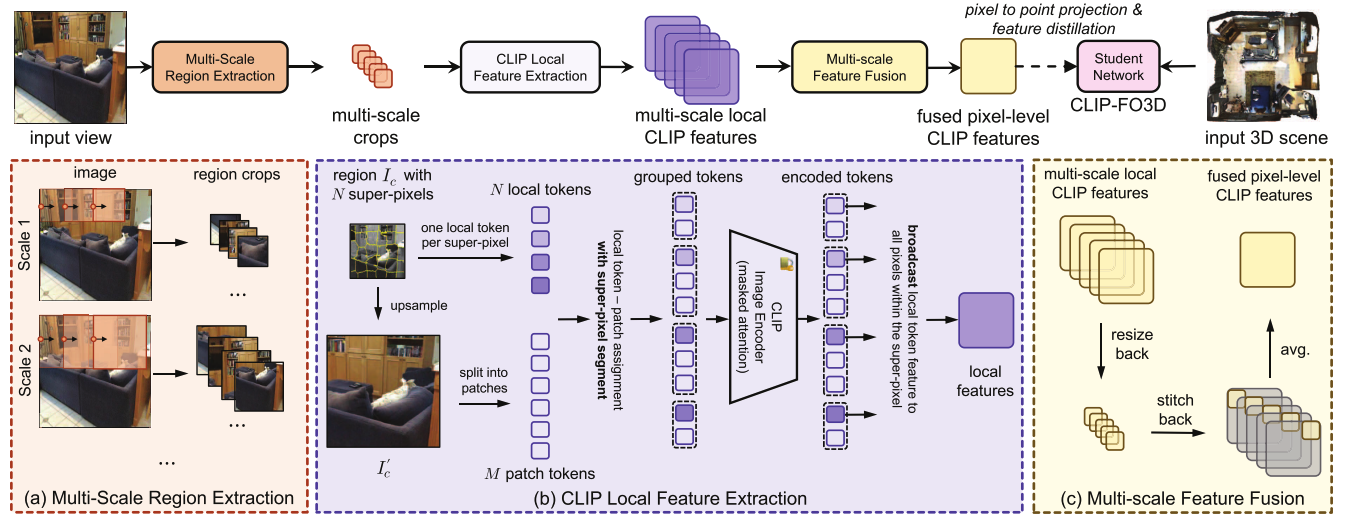 pixel to point projection &
feature distillation
Multi-Scale
Region Extraction
CLIP Local
Feature Extraction
Multi-scale
Feature Fusion
Student
Network
CLIP-FO3D
input view
multi-scale
crops
multi-scale local
CLIP features
fused pixel-level
CLIP features
input 3D scene
image
region crops
Scale 1
...
Scale 2
...
...
(a) Multi-Scale Region Extraction
region I_c with
N super-pixels
one local token
per super-pixel
upsample
split into
patches
I'_c
N local tokens
M patch tokens
local token – patch assignment
with super-pixel segment
grouped tokens
CLIP
Image Encoder
(masked attention)
encoded tokens
broadcast local token feature to
all pixels within the super-pixel
local
features
(b) CLIP Local Feature Extraction
multi-scale local
CLIP features
fused pixel-level
CLIP features
resize
back
stitch
back
avg.
(c) Multi-scale Feature Fusion